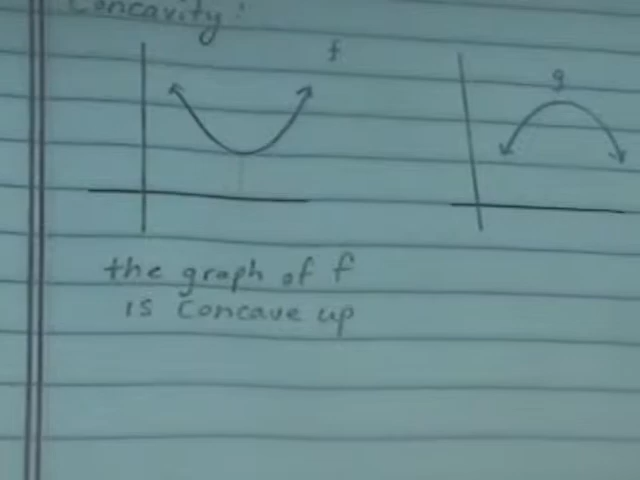 Concavity:
f
g
the graph of f
is Concave up